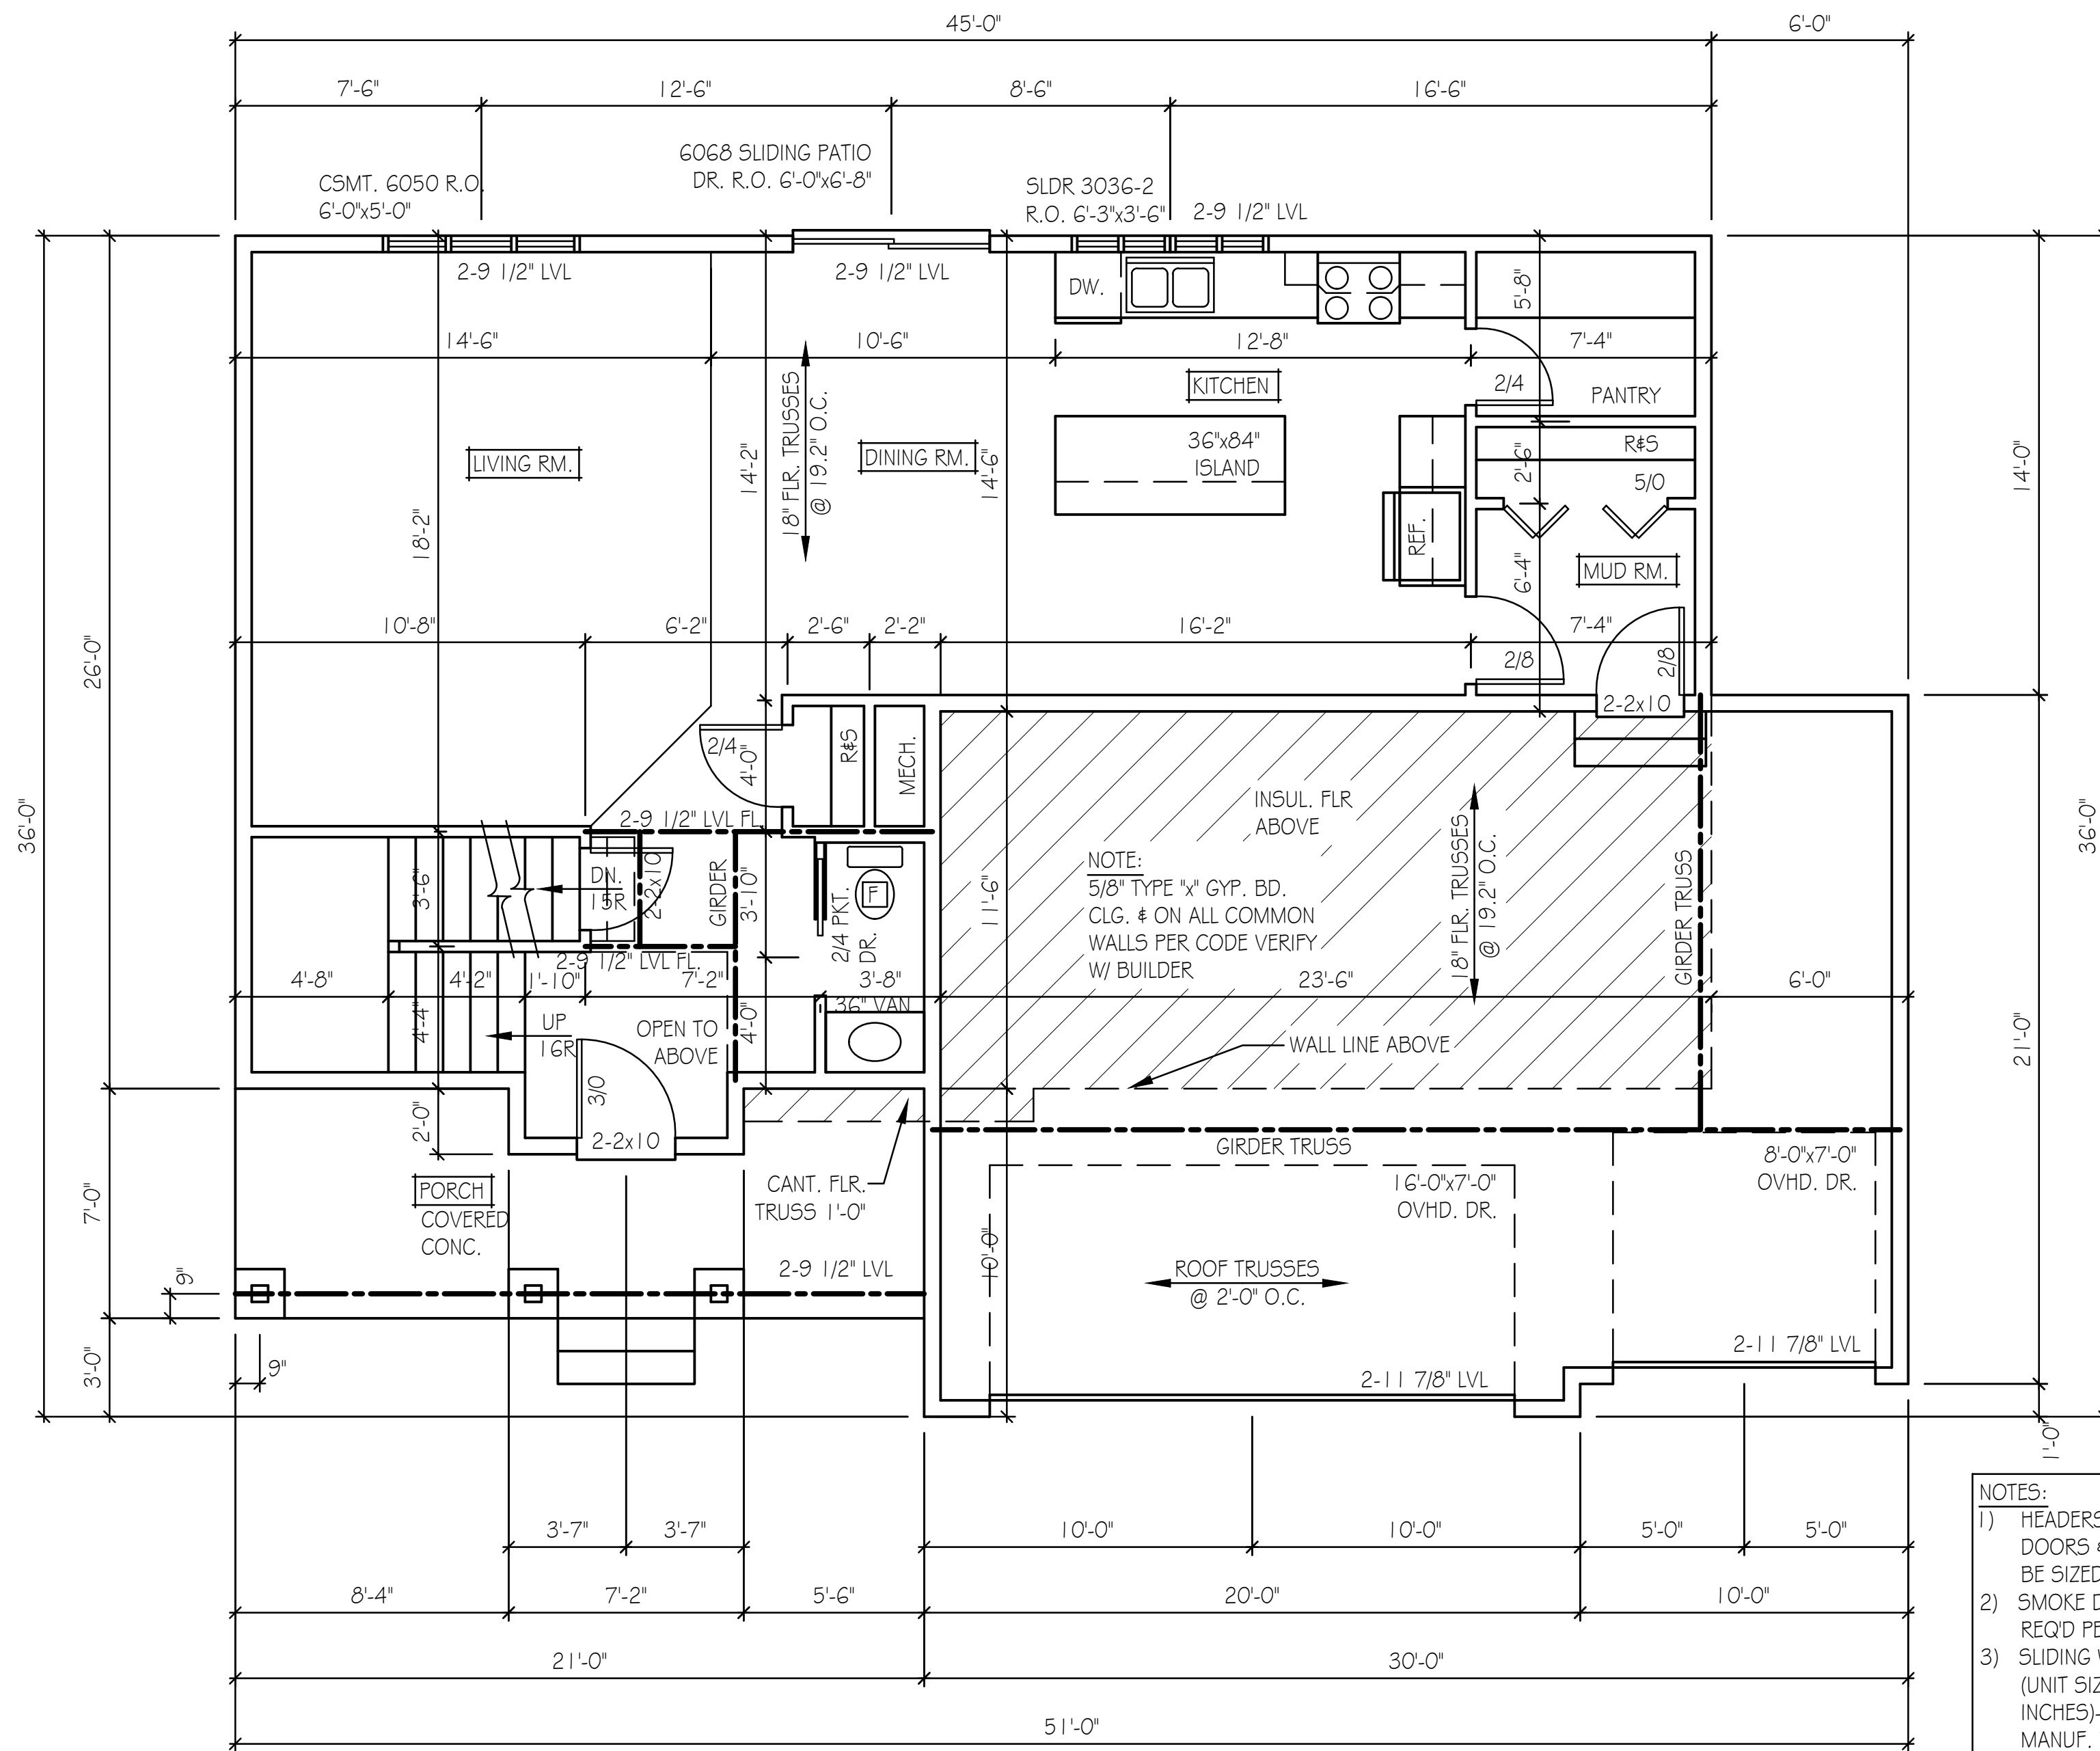 45'-0"
6'-0"
7'-6"
12'-6"
8'-6"
16'-6"
6068 SLIDING PATIO
DR. R.O. 6'-0"x6'-8"
CSMT. 6050 R.O.
6'-0"x5'-0"
SLDR 3036-2
R.O. 6'-3"x3'-6"
2-9 1/2" LVL
2-9 1/2" LVL
2-9 1/2" LVL
DW.
5'-8"
14'-6"
10'-6"
12'-8"
7'-4"
KITCHEN
2/4
PANTRY
36"x84"
ISLAND
R&S
5/0
2'-6"
LIVING RM.
DINING RM.
14'-2"
18" FLR. TRUSSES
@ 19.2" O.C.
14'-6"
14'-0"
18'-2"
REF.
6'-4"
MUD RM.
26'-0"
10'-8"
6'-2"
2'-6"
2'-2"
16'-2"
7'-4"
2/8
2/8
2-2x10
2/4
4'-0"
R&S
MECH.
36'-0"
36'-0"
INSUL. FLR
ABOVE
2-9 1/2" LVL FL.
NOTE:
5/8" TYPE "x" GYP. BD.
CLG. & ON ALL COMMON
WALLS PER CODE VERIFY
W/ BUILDER
18" FLR. TRUSSES
@ 19.2" O.C.
GIRDER TRUSS
3'-6"
DN.
15R
2-2x10
GIRDER
3'-10"
F
2/4 PKT.
DR.
11'-6"
2-9 1/2" LVL FL.
4'-8"
4'-2"
1'-10"
7'-2"
3'-8"
23'-6"
6'-0"
36" VAN
4'-4"
UP
16R
OPEN TO
ABOVE
4'-0"
WALL LINE ABOVE
21'-0"
3/0
2'-0"
2-2x10
GIRDER TRUSS
8'-0"x7'-0"
OVHD. DR.
16'-0"x7'-0"
OVHD. DR.
CANT. FLR.
TRUSS 1'-0"
PORCH
COVERED
CONC.
7'-0"
10'-0"
ROOF TRUSSES
@ 2'-0" O.C.
2-9 1/2" LVL
9"
9"
3'-0"
2-11 7/8" LVL
2-11 7/8" LVL
1'-0"
3'-7"
3'-7"
10'-0"
10'-0"
5'-0"
5'-0"
8'-4"
7'-2"
5'-6"
20'-0"
10'-0"
21'-0"
30'-0"
51'-0"
NOTES:
1) HEADERS
DOORS &
BE SIZED
2) SMOKE D
REQ'D PE
3) SLIDING
(UNIT SIZ
INCHES)-
MANUF.